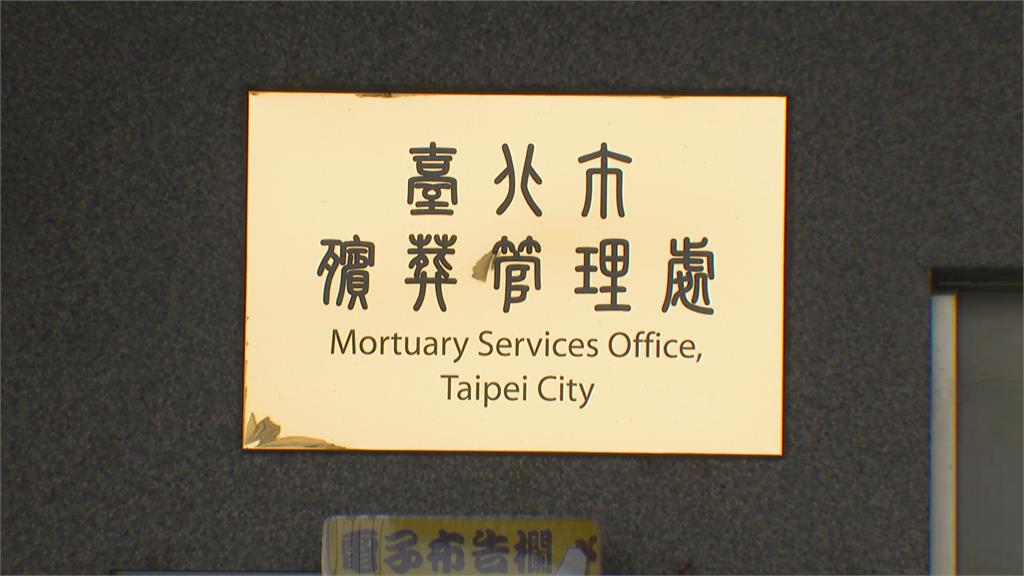 臺北市
殯葬管理處
Mortuary Services Office,
Taipei City
電子布告欄